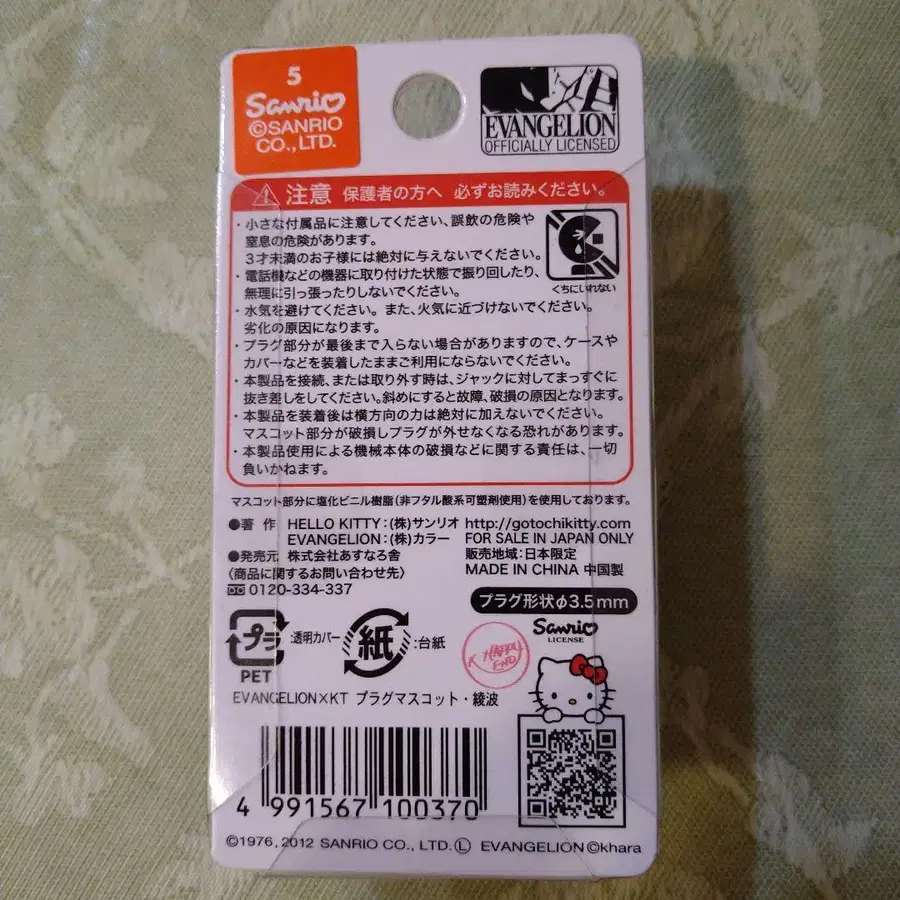 5
Sanrio
©SANRIO
CO.,LTD.
EVANGELION
OFFICIALLY LICENSED
注意 保護者の方へ 必ずお読みください。
・小さな付属品に注意してください、誤飲の危険や
窒息の危険があります。
3才未満のお子様には絶対に与えないでください。
・電話機などの機器に取り付けた状態で振り回したり、
無理に引っ張ったりしないでください。
・水気を避けてください。また、火気に近づけないでください。
劣化の原因になります。
・プラグ部分が最後まで入らない場合がありますので、ケースや
カバーなどを装着したままご利用にならないでください。
・本製品を接続、または取り外す時は、ジャックに対してまっすぐに
抜き差しをしてください。斜めにすると故障、破損の原因となります。
・本製品を装着後は横方向の力は絶対に加えないでください。
マスコット部分が破損しプラグが外せなくなる恐れがあります。
・本製品使用による機械本体の破損などに関する責任は、一切
負いかねます。
くちにいれない
マスコット部分に塩化ビニル樹脂(非フタル酸系可塑剤使用)を使用しております。
●著 作 HELLO KITTY:(株)サンリオ
EVANGELION:(株)カラー
●発売元 株式会社あすなろ舎
〈商品に関するお問い合わせ先〉
0120-334-337
http://gotochikitty.com
FOR SALE IN JAPAN ONLY
販売地域:日本限定
MADE IN CHINA 中国製
プラグ形状φ3.5mm
プラ
:透明カバー
PET
紙
:台紙
K HAPPY
END
Sanrio
LICENSE
EVANGELION×KT プラグマスコット・綾波
4 991567 100370
©1976, 2012 SANRIO CO., LTD. Ⓛ EVANGELION©khara